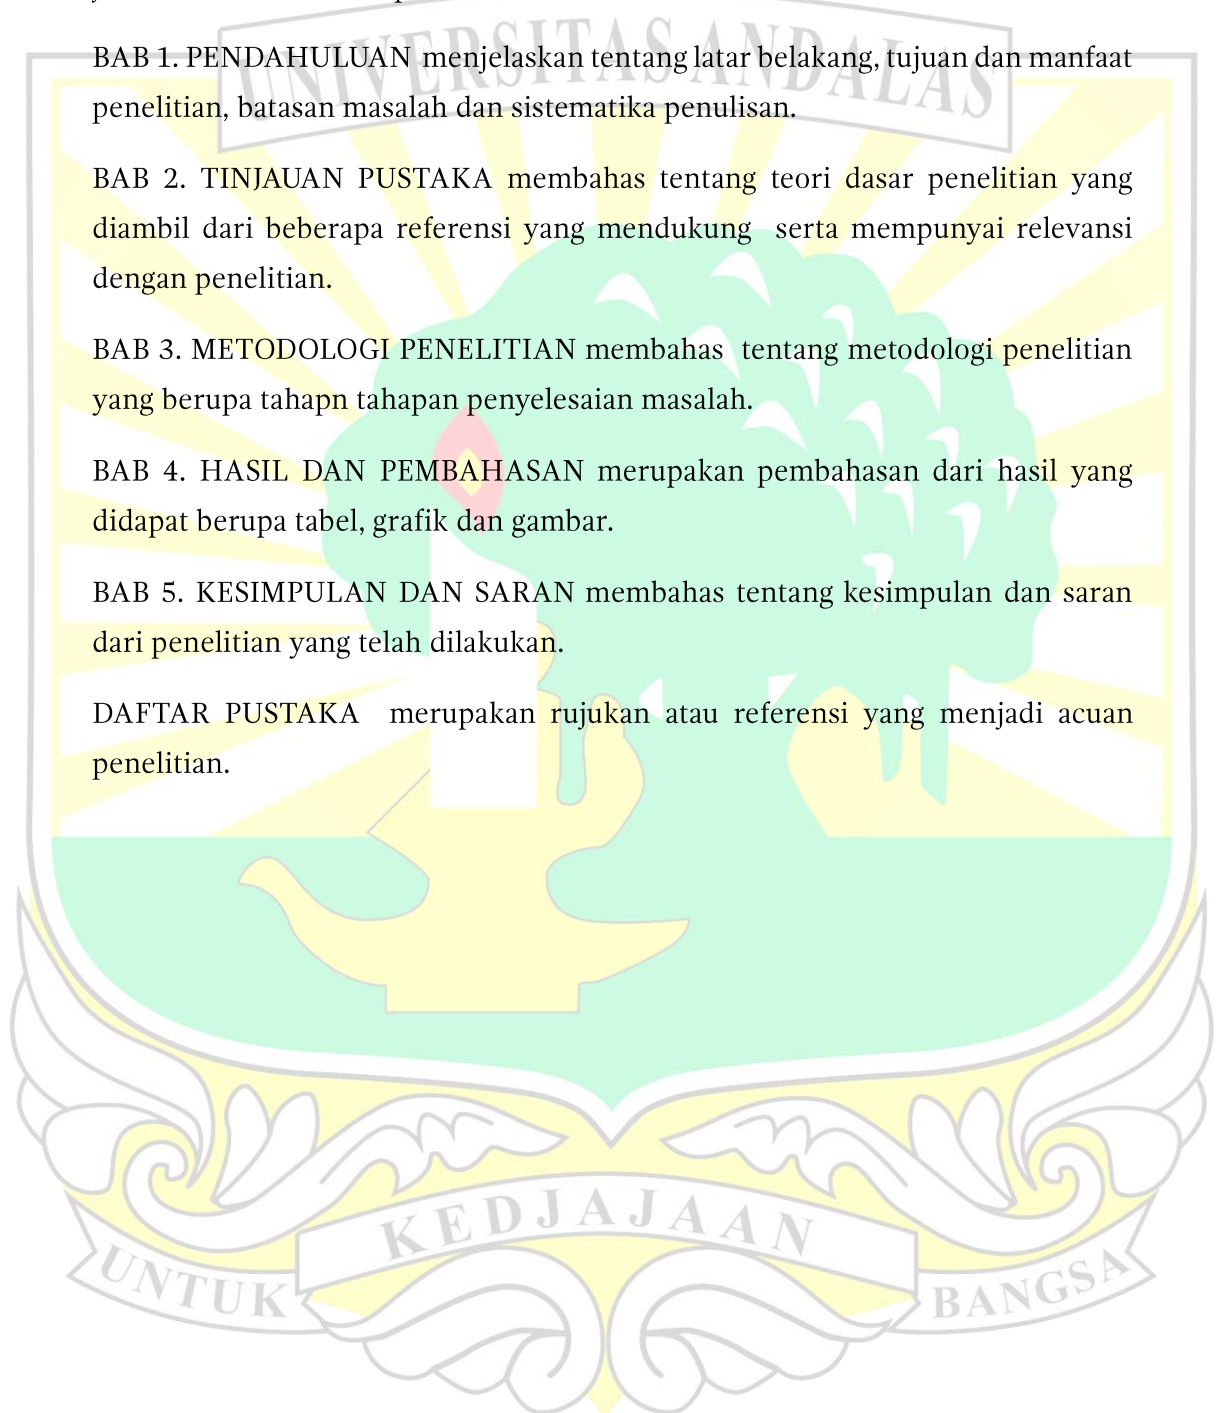 UNIVERSITAS ANDALAS
BAB 1. PENDAHULUAN menjelaskan tentang latar belakang, tujuan dan manfaat
penelitian, batasan masalah dan sistematika penulisan.
BAB 2. TINJAUAN PUSTAKA membahas tentang teori dasar penelitian yang
diambil dari beberapa referensi yang mendukung serta mempunyai relevansi
dengan penelitian.
BAB 3. METODOLOGI PENELITIAN membahas tentang metodologi penelitian
yang berupa tahapn tahapan penyelesaian masalah.
BAB 4. HASIL DAN PEMBAHASAN merupakan pembahasan dari hasil yang
didapat berupa tabel, grafik dan gambar.
BAB 5. KESIMPULAN DAN SARAN membahas tentang kesimpulan dan saran
dari penelitian yang telah dilakukan.
DAFTAR PUSTAKA merupakan rujukan atau referensi yang menjadi acuan
penelitian.
UNTUK KEDJAJAAN BANGSA